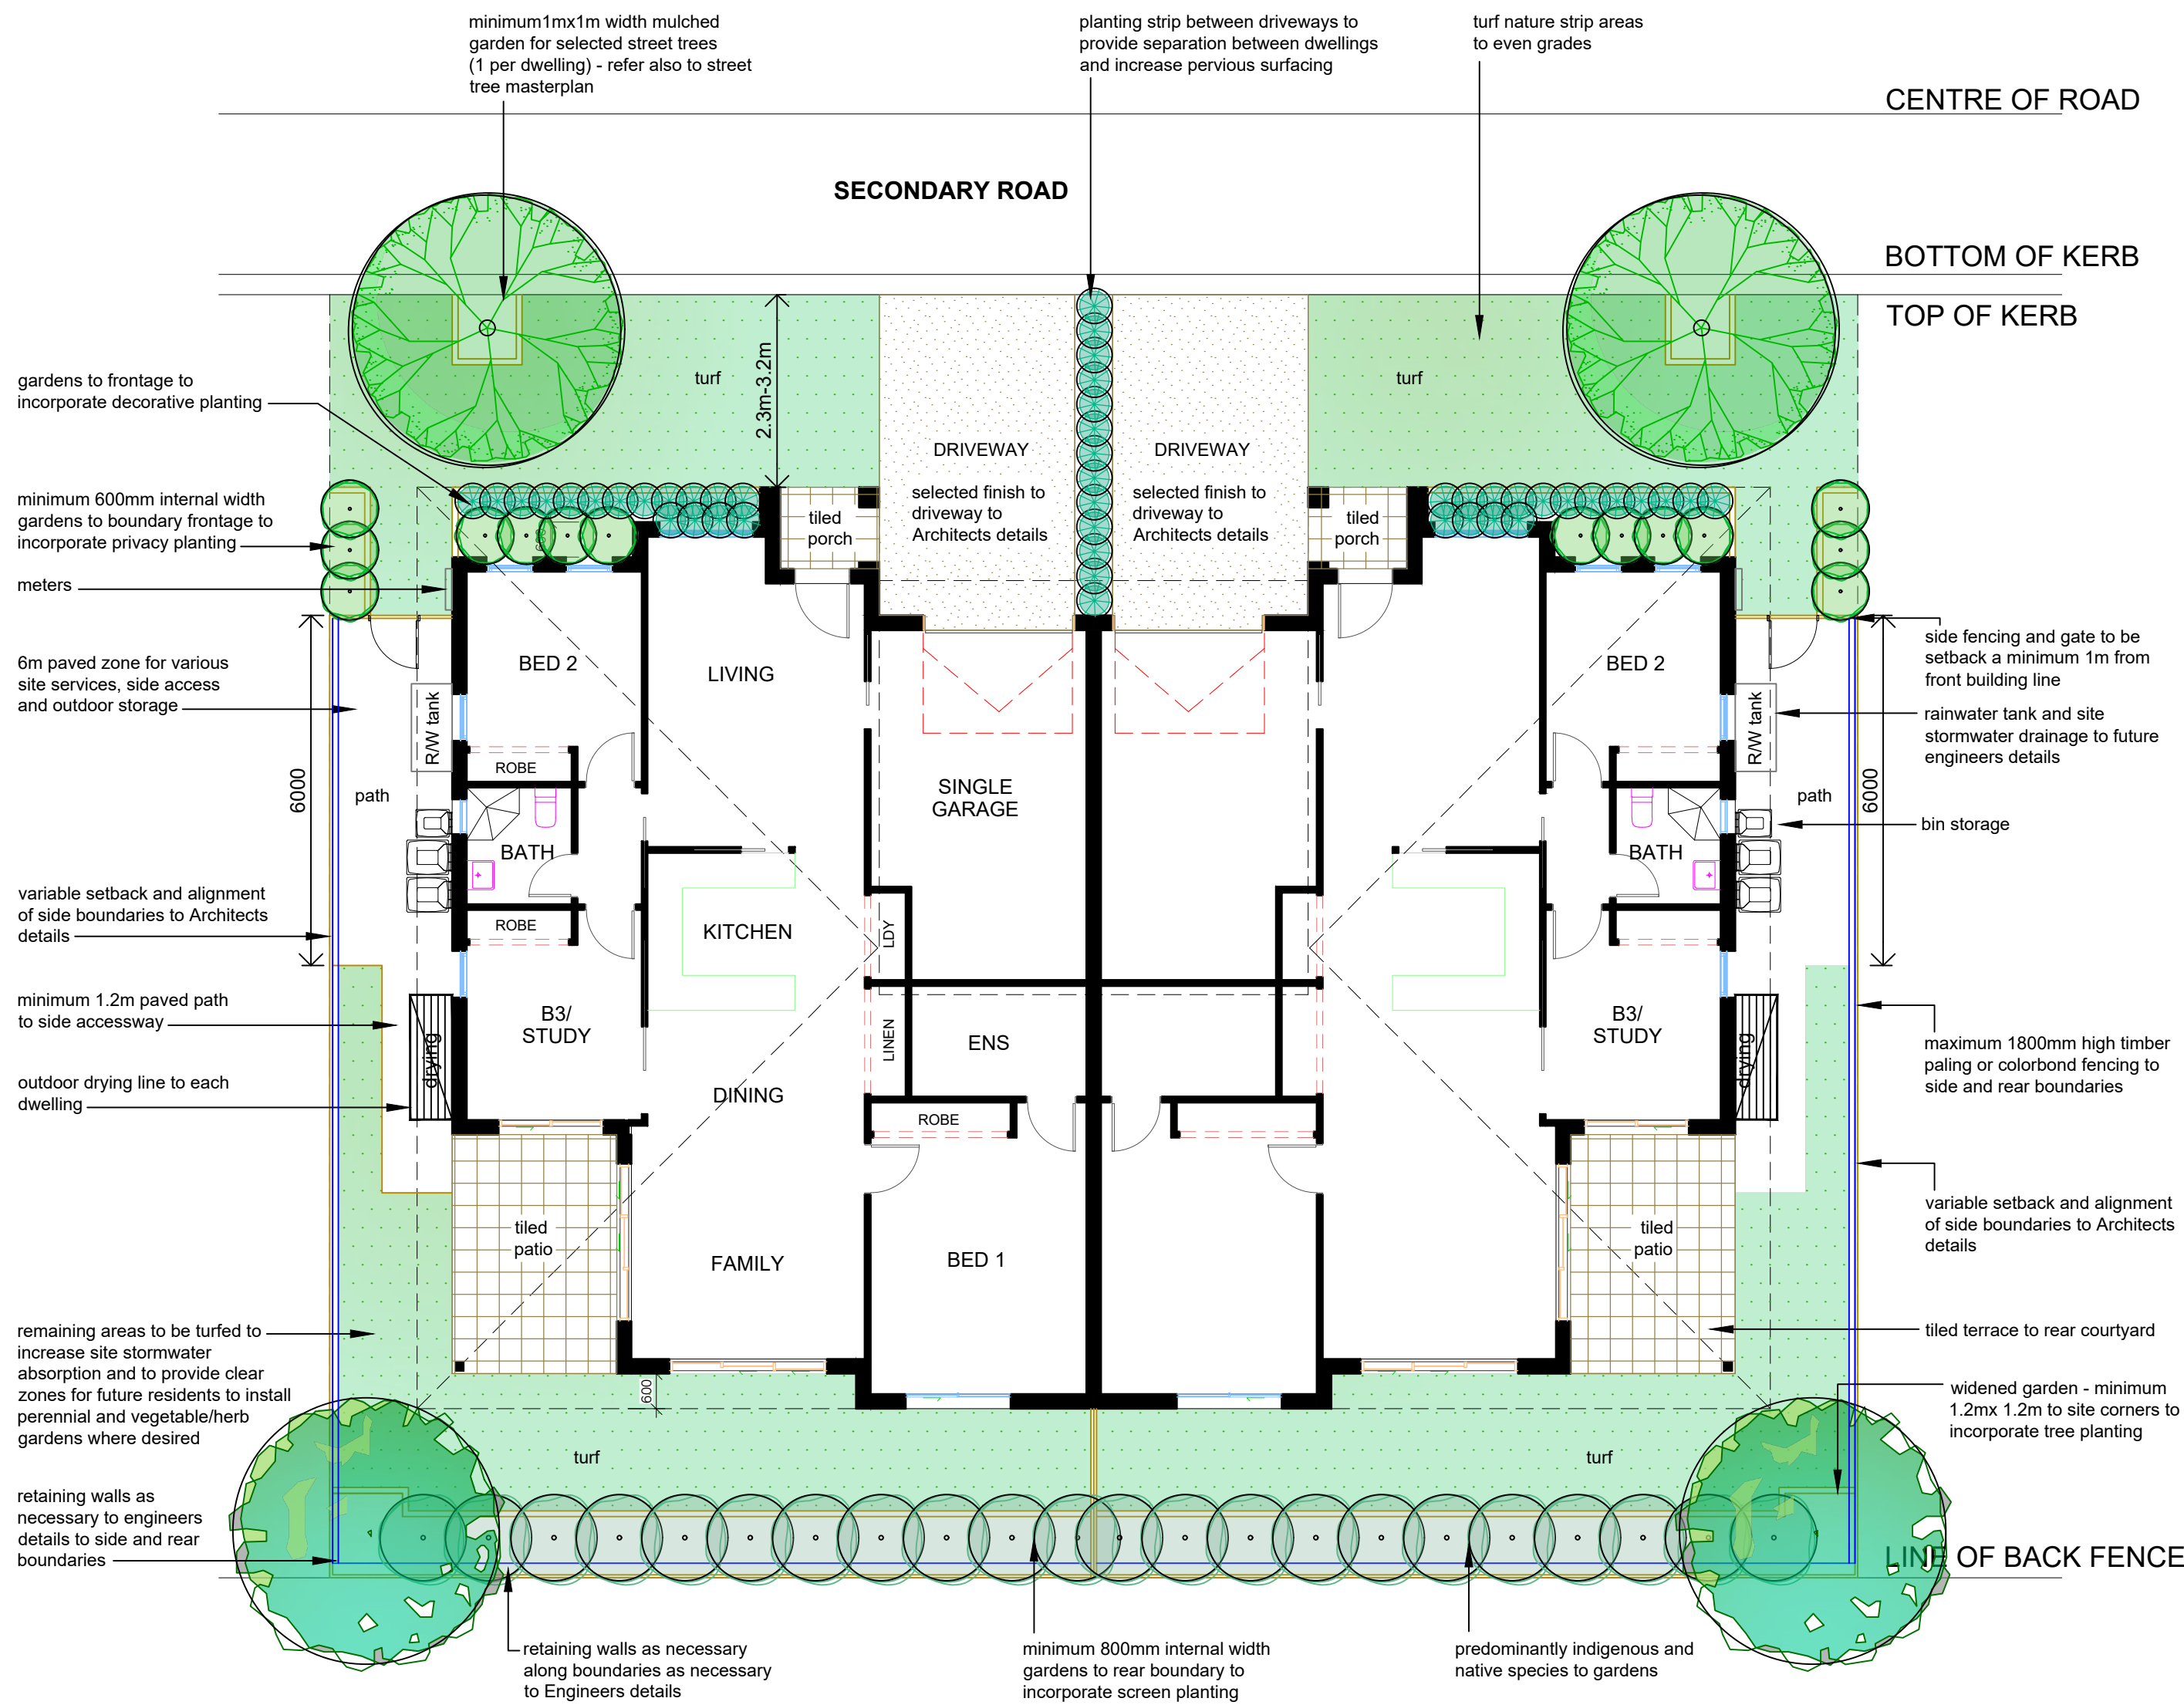 minimum1mx1m width mulched
garden for selected street trees
(1 per dwelling) - refer also to street
tree masterplan
planting strip between driveways to
provide separation between dwellings
and increase pervious surfacing
turf nature strip areas
to even grades
CENTRE OF ROAD
SECONDARY ROAD
BOTTOM OF KERB
TOP OF KERB
gardens to frontage to
incorporate decorative planting
minimum 600mm internal width
gardens to boundary frontage to
incorporate privacy planting
meters
6m paved zone for various
site services, side access
and outdoor storage
variable setback and alignment
of side boundaries to Architects
details
minimum 1.2m paved path
to side accessway
outdoor drying line to each
dwelling
remaining areas to be turfed to
increase site stormwater
absorption and to provide clear
zones for future residents to install
perennial and vegetable/herb
gardens where desired
retaining walls as
necessary to engineers
details to side and rear
boundaries
turf
2.3m-3.2m
DRIVEWAY
selected finish to
driveway to
Architects details
DRIVEWAY
selected finish to
driveway to
Architects details
turf
tiled
porch
tiled
porch
600
6000
path
R/W tank
BED 2
LIVING
ROBE
BATH
ROBE
KITCHEN
SINGLE
GARAGE
LDY
LINEN
ENS
B3/
STUDY
drying
DINING
ROBE
tiled
patio
FAMILY
BED 1
600
turf
BED 2
R/W tank
path
6000
BATH
B3/
STUDY
drying
tiled
patio
turf
side fencing and gate to be
setback a minimum 1m from
front building line
rainwater tank and site
stormwater drainage to future
engineers details
bin storage
maximum 1800mm high timber
paling or colorbond fencing to
side and rear boundaries
variable setback and alignment
of side boundaries to Architects
details
tiled terrace to rear courtyard
widened garden - minimum
1.2mx 1.2m to site corners to
incorporate tree planting
LINE OF BACK FENCE
retaining walls as necessary
along boundaries as necessary
to Engineers details
minimum 800mm internal width
gardens to rear boundary to
incorporate screen planting
predominantly indigenous and
native species to gardens